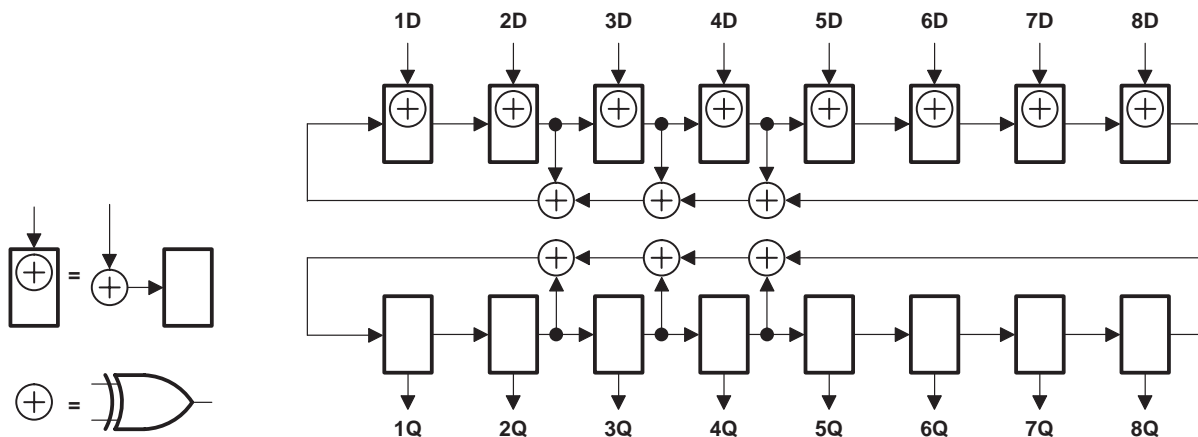 1D 2D 3D 4D 5D 6D 7D 8D
=
=
1Q 2Q 3Q 4Q 5Q 6Q 7Q 8Q